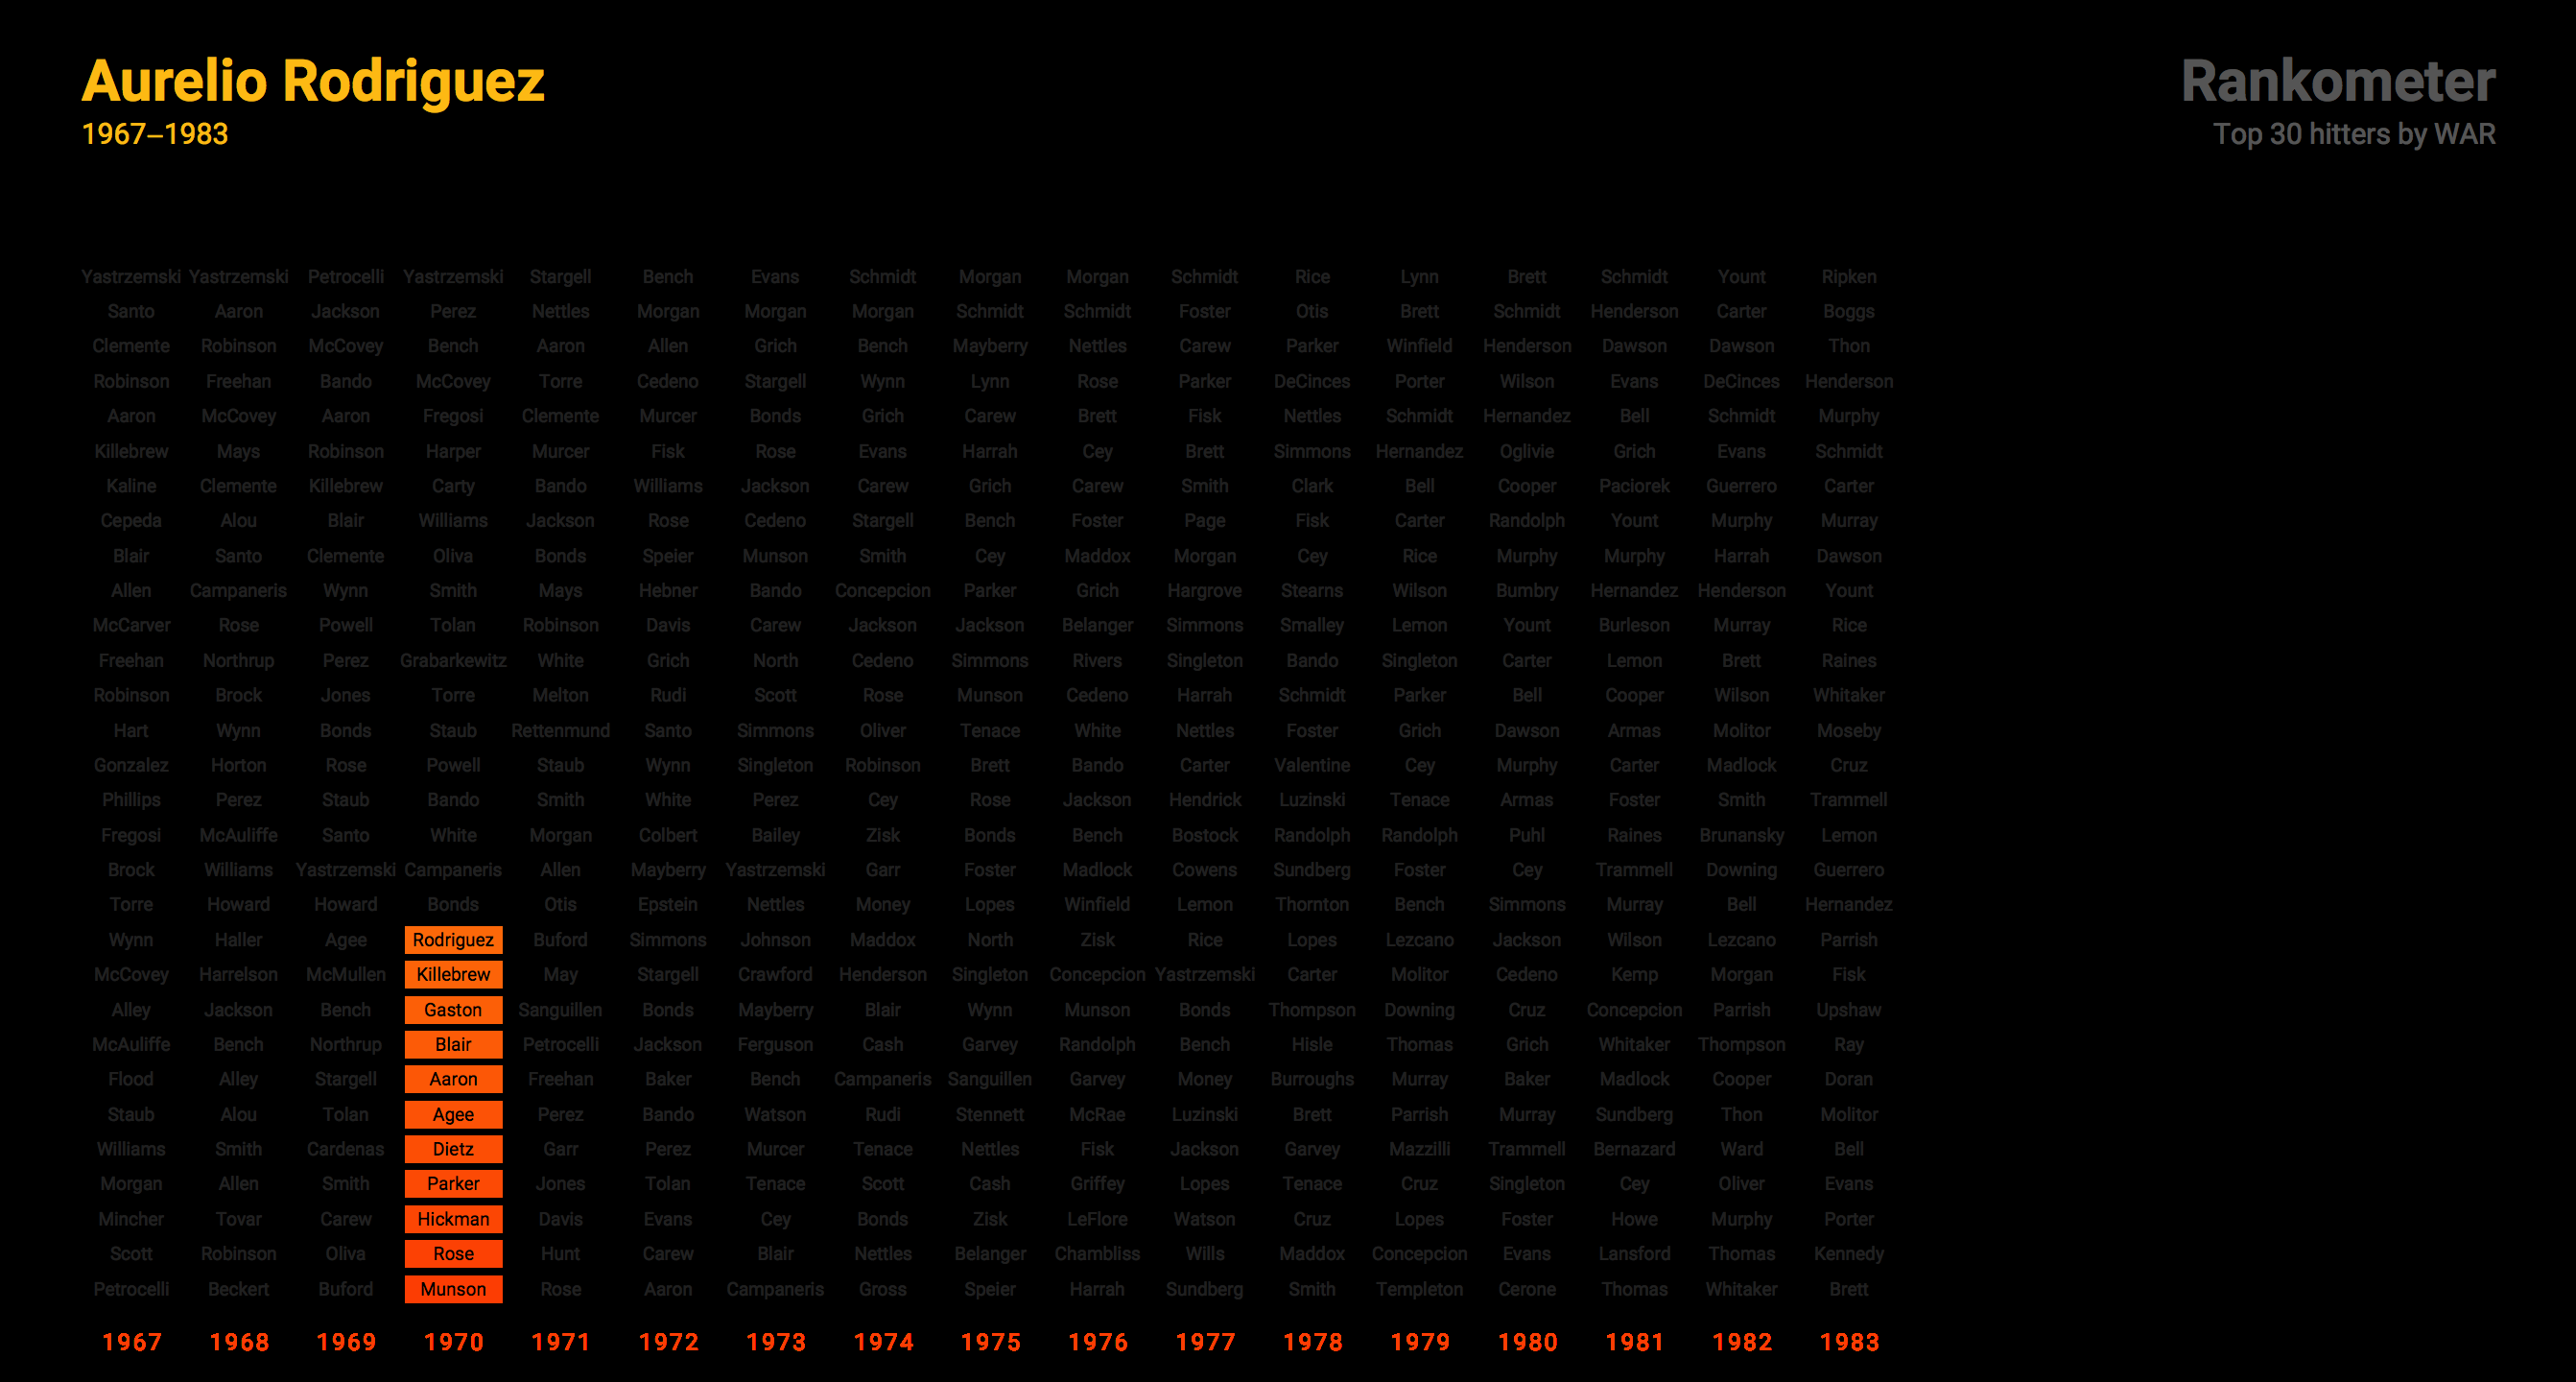 Aurelio Rodriguez
1967–1983
Rankometer
Top 30 hitters by WAR
Yastrzemski Yastrzemski Petrocelli Yastrzemski Stargell Bench Evans Schmidt Morgan Morgan Schmidt Rice Lynn Brett Schmidt Yount Ripken
Santo Aaron Jackson Perez Nettles Morgan Morgan Morgan Schmidt Schmidt Foster Otis Brett Schmidt Henderson Carter Boggs
Clemente Robinson McCovey Bench Aaron Allen Grich Bench Mayberry Nettles Carew Parker Winfield Henderson Dawson Dawson Thon
Robinson Freehan Bando McCovey Torre Cedeno Stargell Wynn Lynn Rose Parker DeCinces Porter Wilson Evans DeCinces Henderson
Aaron McCovey Aaron Fregosi Clemente Murcer Bonds Grich Carew Brett Fisk Nettles Schmidt Hernandez Bell Schmidt Murphy
Killebrew Mays Robinson Harper Murcer Fisk Rose Evans Harrah Cey Brett Simmons Hernandez Oglivie Grich Evans Schmidt
Kaline Clemente Killebrew Carty Bando Williams Jackson Carew Grich Carew Smith Clark Bell Cooper Paciorek Guerrero Carter
Cepeda Alou Blair Williams Jackson Rose Cedeno Stargell Bench Foster Page Fisk Carter Randolph Yount Murphy Murray
Blair Santo Clemente Oliva Bonds Speier Munson Smith Cey Maddox Morgan Cey Rice Murphy Murphy Harrah Dawson
Allen Campaneris Wynn Smith Mays Hebner Bando Concepcion Parker Grich Hargrove Stearns Wilson Bumbry Hernandez Henderson Yount
McCarver Rose Powell Tolan Robinson Davis Carew Jackson Jackson Belanger Simmons Smalley Lemon Yount Burleson Murray Rice
Freehan Northrup Perez Grabarkewitz White Grich North Cedeno Simmons Rivers Singleton Bando Singleton Carter Lemon Brett Raines
Robinson Brock Jones Torre Melton Rudi Scott Rose Munson Cedeno Harrah Schmidt Parker Bell Cooper Wilson Whitaker
Hart Wynn Bonds Staub Rettenmund Santo Simmons Oliver Tenace White Nettles Foster Grich Dawson Armas Molitor Moseby
Gonzalez Horton Rose Powell Staub Wynn Singleton Robinson Brett Bando Carter Valentine Cey Murphy Carter Madlock Cruz
Phillips Perez Staub Bando Smith White Perez Cey Rose Jackson Hendrick Luzinski Tenace Armas Foster Smith Trammell
Fregosi McAuliffe Santo White Morgan Colbert Bailey Zisk Bonds Bench Bostock Randolph Randolph Puhl Raines Brunansky Lemon
Brock Williams Yastrzemski Campaneris Allen Mayberry Yastrzemski Garr Foster Madlock Cowens Sundberg Foster Cey Trammell Downing Guerrero
Torre Howard Howard Bonds Otis Epstein Nettles Money Lopes Winfield Lemon Thornton Bench Simmons Murray Bell Hernandez
Wynn Haller Agee Rodriguez Buford Simmons Johnson Maddox North Zisk Rice Lopes Lezcano Jackson Wilson Lezcano Parrish
McCovey Harrelson McMullen Killebrew May Stargell Crawford Henderson Singleton Concepcion Yastrzemski Carter Molitor Cedeno Kemp Morgan Fisk
Alley Jackson Bench Gaston Sanguillen Bonds Mayberry Blair Wynn Munson Bonds Thompson Downing Cruz Concepcion Parrish Upshaw
McAuliffe Bench Northrup Blair Petrocelli Jackson Ferguson Cash Garvey Randolph Bench Hisle Thomas Grich Whitaker Thompson Ray
Flood Alley Stargell Aaron Freehan Baker Bench Campaneris Sanguillen Garvey Money Burroughs Murray Baker Madlock Cooper Doran
Staub Alou Tolan Agee Perez Bando Watson Rudi Stennett McRae Luzinski Brett Parrish Murray Sundberg Thon Molitor
Williams Smith Cardenas Dietz Garr Perez Murcer Tenace Nettles Fisk Jackson Garvey Mazzilli Trammell Bernazard Ward Bell
Morgan Allen Smith Parker Jones Tolan Tenace Scott Cash Griffey Lopes Tenace Cruz Singleton Cey Oliver Evans
Mincher Tovar Carew Hickman Davis Evans Cey Bonds Zisk LeFlore Watson Cruz Lopes Foster Howe Murphy Porter
Scott Robinson Oliva Rose Hunt Carew Blair Nettles Belanger Chambliss Wills Maddox Concepcion Evans Lansford Thomas Kennedy
Petrocelli Beckert Buford Munson Rose Aaron Campaneris Gross Speier Harrah Sundberg Smith Templeton Cerone Thomas Whitaker Brett
1967 1968 1969 1970 1971 1972 1973 1974 1975 1976 1977 1978 1979 1980 1981 1982 1983